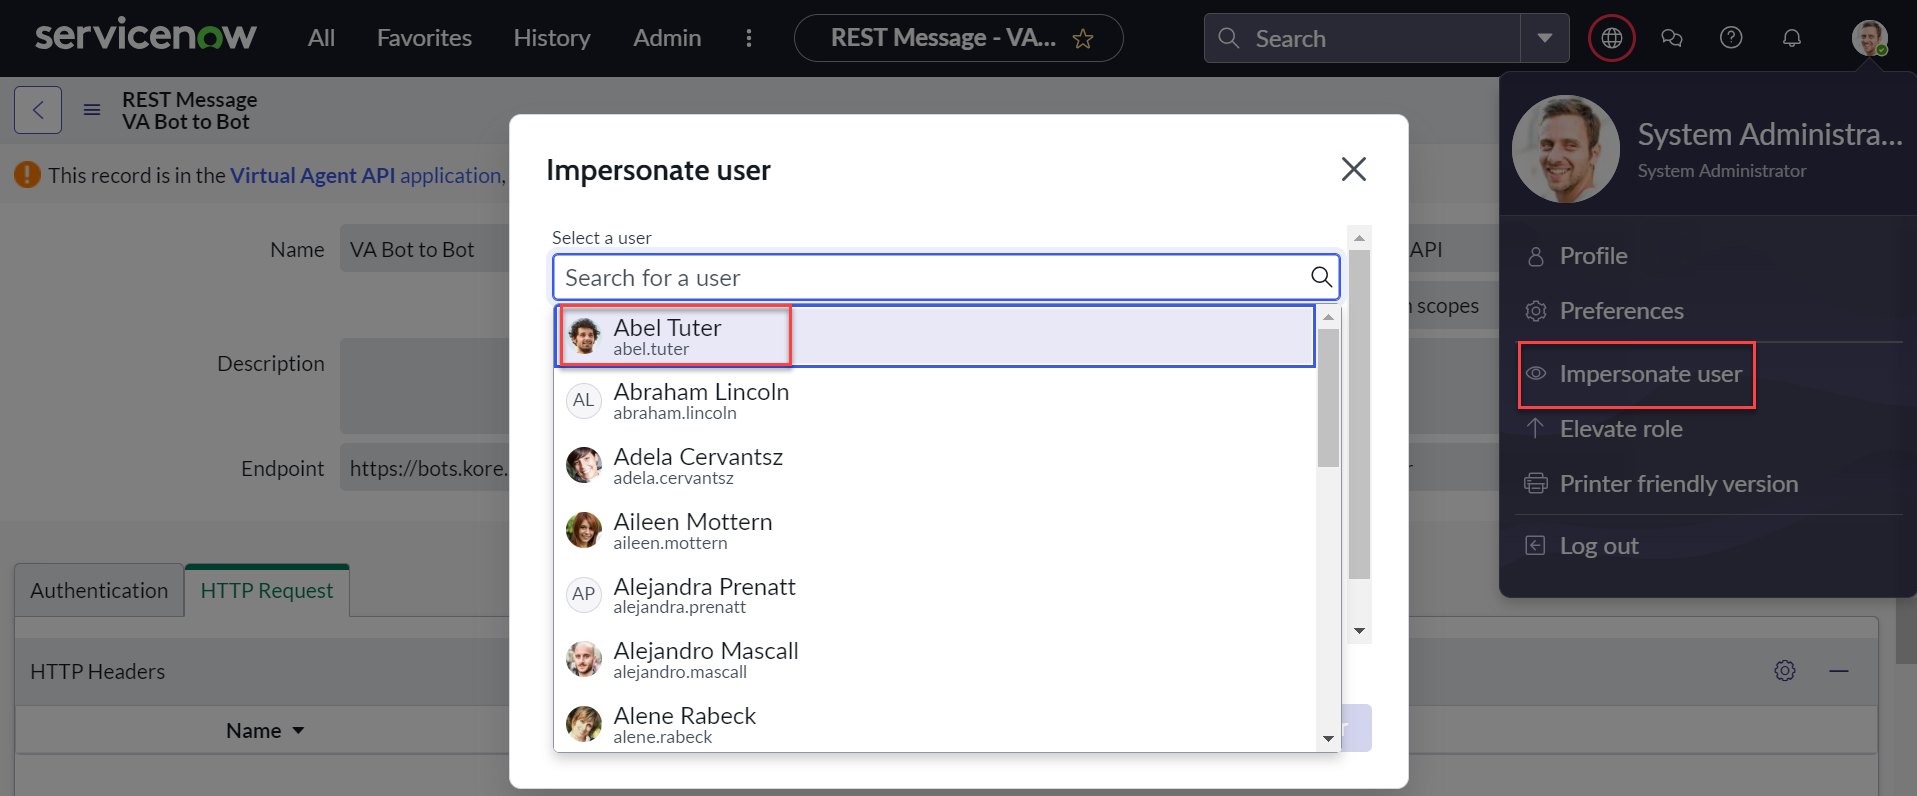 servicenow
All
Favorites
History
Admin
REST Message - VA...
Search
REST Message
VA Bot to Bot
This record is in the Virtual Agent API application,
Name
VA Bot to Bot
Description
Endpoint
https://bots.kore.
Authentication
HTTP Request
HTTP Headers
Name
Impersonate user
Select a user
Search for a user
Abel Tuter
abel.tuter
AL
Abraham Lincoln
abraham.lincoln
Adela Cervantsz
adela.cervantsz
Aileen Mottern
aileen.mottern
AP
Alejandra Prenatt
alejandra.prenatt
Alejandro Mascall
alejandro.mascall
Alene Rabeck
alene.rabeck
API
scopes
System Administra...
System Administrator
Profile
Preferences
Impersonate user
Elevate role
Printer friendly version
Log out